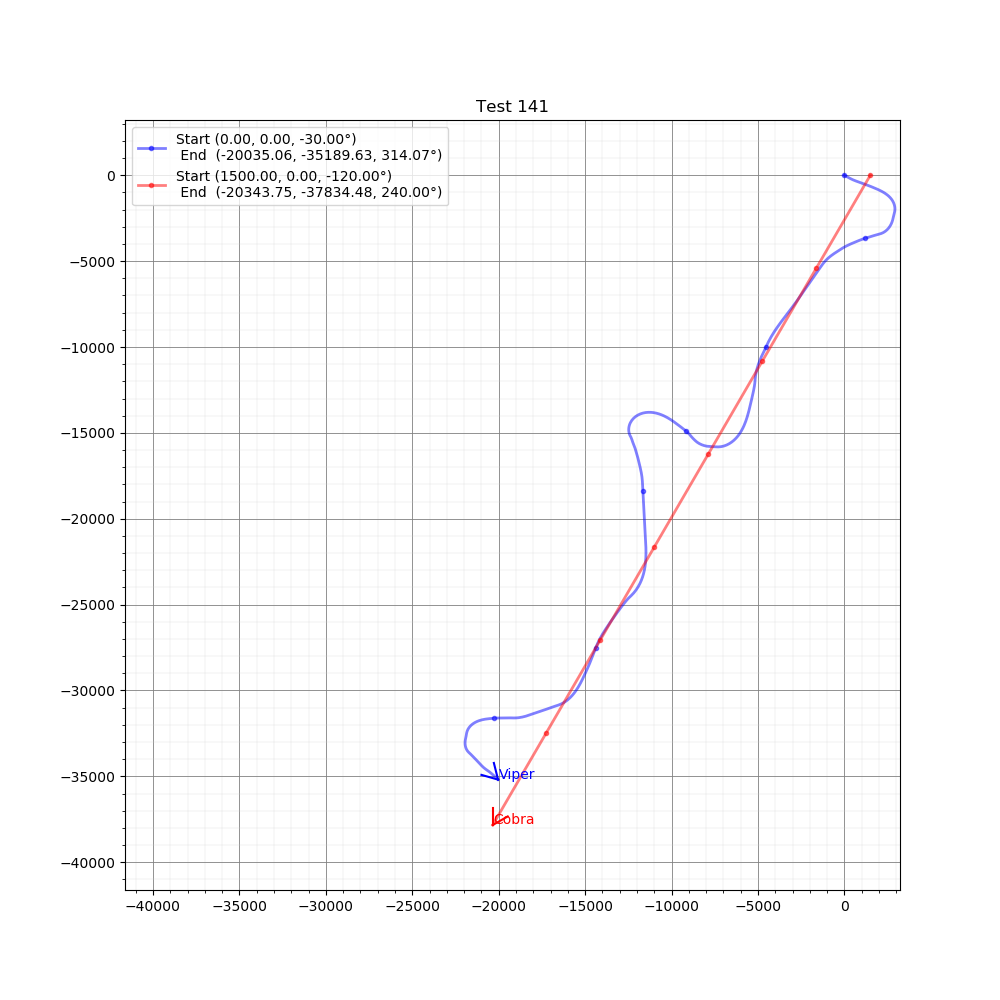 Test 141
Start (0.00, 0.00, -30.00°)
End  (-20035.06, -35189.63, 314.07°)
Start (1500.00, 0.00, -120.00°)
End  (-20343.75, -37834.48, 240.00°)
0
−5000
−10000
−15000
−20000
−25000
−30000
−35000
−40000
Viper
Cobra
−40000 −35000 −30000 −25000 −20000 −15000 −10000 −5000 0